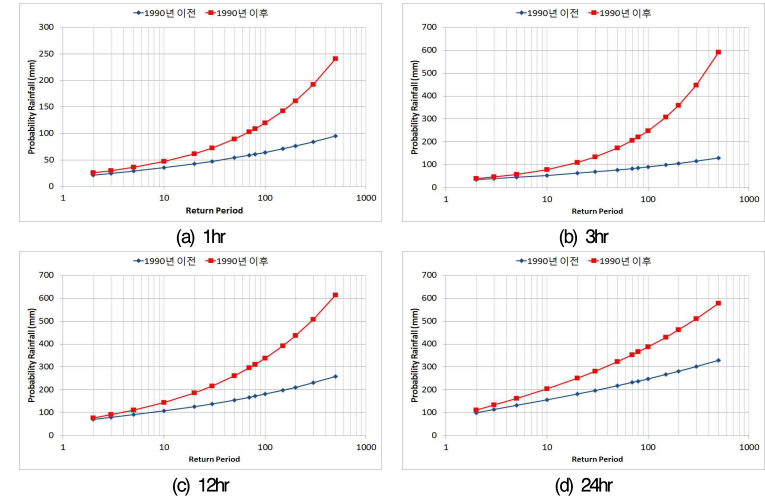 1990년 이전 1990년 이후
Probability Rainfall (mm)
300
250
200
150
100
50
0
1 10 100 1000
Return Period
(a) 1hr
1990년 이전 1990년 이후
Probability Rainfall (mm)
700
600
500
400
300
200
100
0
1 10 100 1000
Return Period
(b) 3hr
1990년 이전 1990년 이후
Probability Rainfall (mm)
700
600
500
400
300
200
100
0
1 10 100 1000
Return Period
(c) 12hr
1990년 이전 1990년 이후
Probability Rainfall (mm)
700
600
500
400
300
200
100
0
1 10 100 1000
Return Period
(d) 24hr